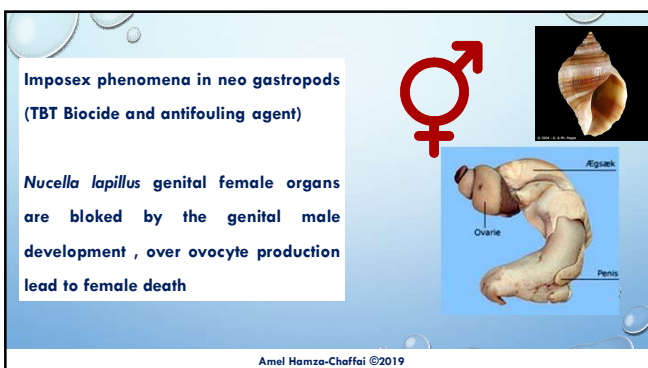 Imposex phenomena in neo gastropods
(TBT Biocide and antifouling agent)
Nucella lapillus genital female organs
are bloked by the genital male
development , over ovocyte production
lead to female death
Ægsæk
Ovarie
Penis
Amel Hamza-Chaffai ©2019